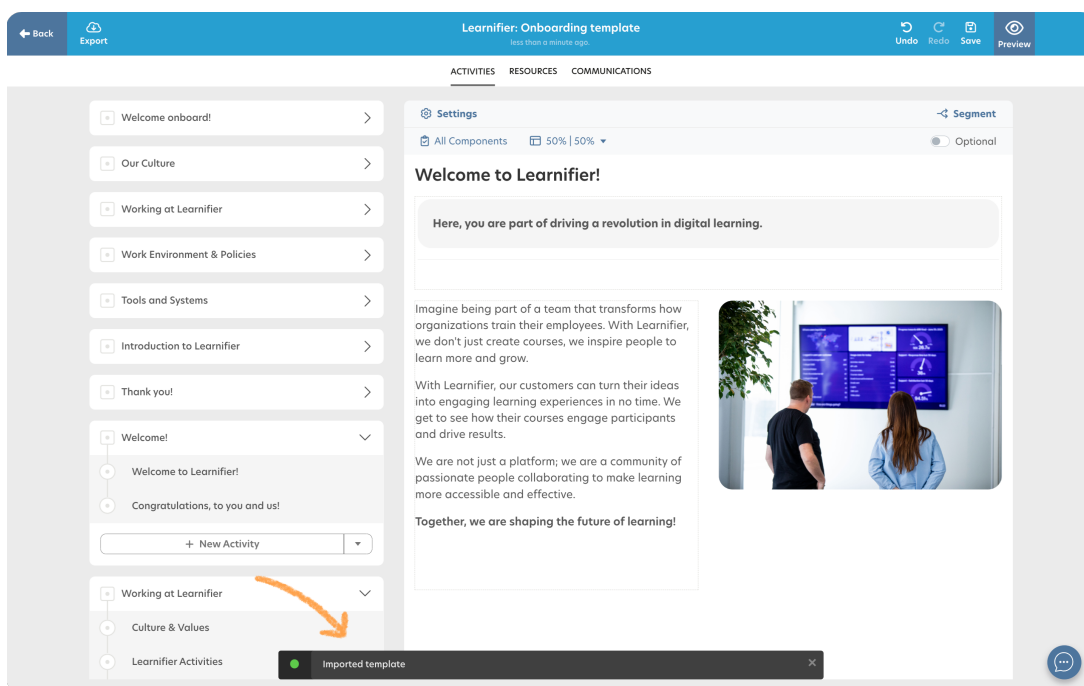 Back
Export
Learnifier: Onboarding template
less than a minute ago.
Undo
Redo
Save
Preview
ACTIVITIES
RESOURCES
COMMUNICATIONS
Welcome onboard!
Our Culture
Working at Learnifier
Work Environment & Policies
Tools and Systems
Introduction to Learnifier
Thank you!
Welcome!
Welcome to Learnifier!
Congratulations, to you and us!
+ New Activity
Working at Learnifier
Culture & Values
Learnifier Activities
Settings
Segment
All Components
50% | 50%
Optional
Welcome to Learnifier!
Here, you are part of driving a revolution in digital learning.
Imagine being part of a team that transforms how
organizations train their employees. With Learnifier,
we don't just create courses, we inspire people to
learn more and grow.
With Learnifier, our customers can turn their ideas
into engaging learning experiences in no time. We
get to see how their courses engage participants
and drive results.
We are not just a platform; we are a community of
passionate people collaborating to make learning
more accessible and effective.
Together, we are shaping the future of learning!
Imported template